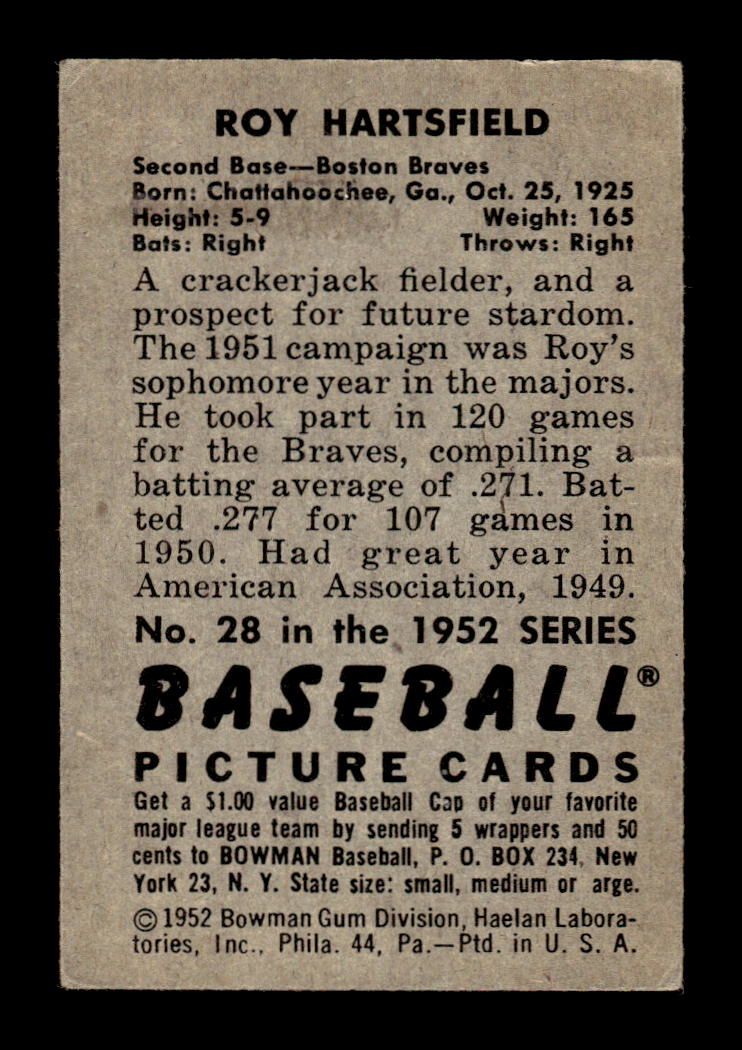 ROY HARTSFIELD
Second Base—Boston Braves
Born: Chattahoochee, Ga., Oct. 25, 1925
Height: 5-9 Weight: 165
Bats: Right Throws: Right
A crackerjack fielder, and a
prospect for future stardom.
The 1951 campaign was Roy's
sophomore year in the majors.
He took part in 120 games
for the Braves, compiling a
batting average of .271. Bat-
ted .277 for 107 games in
1950. Had great year in
American Association, 1949.
No. 28 in the 1952 SERIES
BASEBALL®
PICTURE CARDS
Get a $1.00 value Baseball Cap of your favorite
major league team by sending 5 wrappers and 50
cents to BOWMAN Baseball, P. O. BOX 234, New
York 23, N. Y. State size: small, medium or arge.
©1952 Bowman Gum Division, Haelan Labora-
tories, Inc., Phila. 44, Pa.—Ptd. in U. S. A.